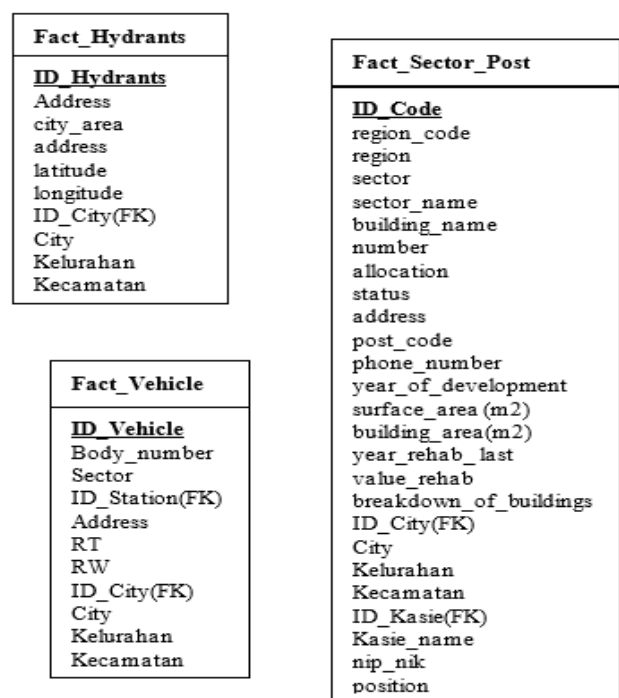 Fact_Hydrants
ID_Hydrants
Address
city_area
address
latitude
longitude
ID_City(FK)
City
Kelurahan
Kecamatan
Fact_Vehicle
ID_Vehicle
Body_number
Sector
ID_Station(FK)
Address
RT
RW
ID_City(FK)
City
Kelurahan
Kecamatan
Fact_Sector_Post
ID_Code
region_code
region
sector
sector_name
building_name
number
allocation
status
address
post_code
phone_number
year_of_development
surface_area (m2)
building_area(m2)
year_rehab_ last
value_rehab
breakdown_of_buildings
ID_City(FK)
City
Kelurahan
Kecamatan
ID_Kasie(FK)
Kasie_name
nip_nik
position